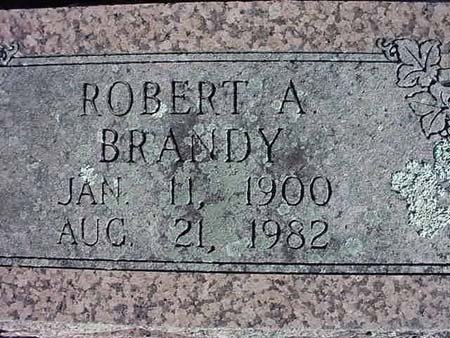 ROBERT A.
BRANDY
JAN. 11, 1900
AUG. 21, 1982